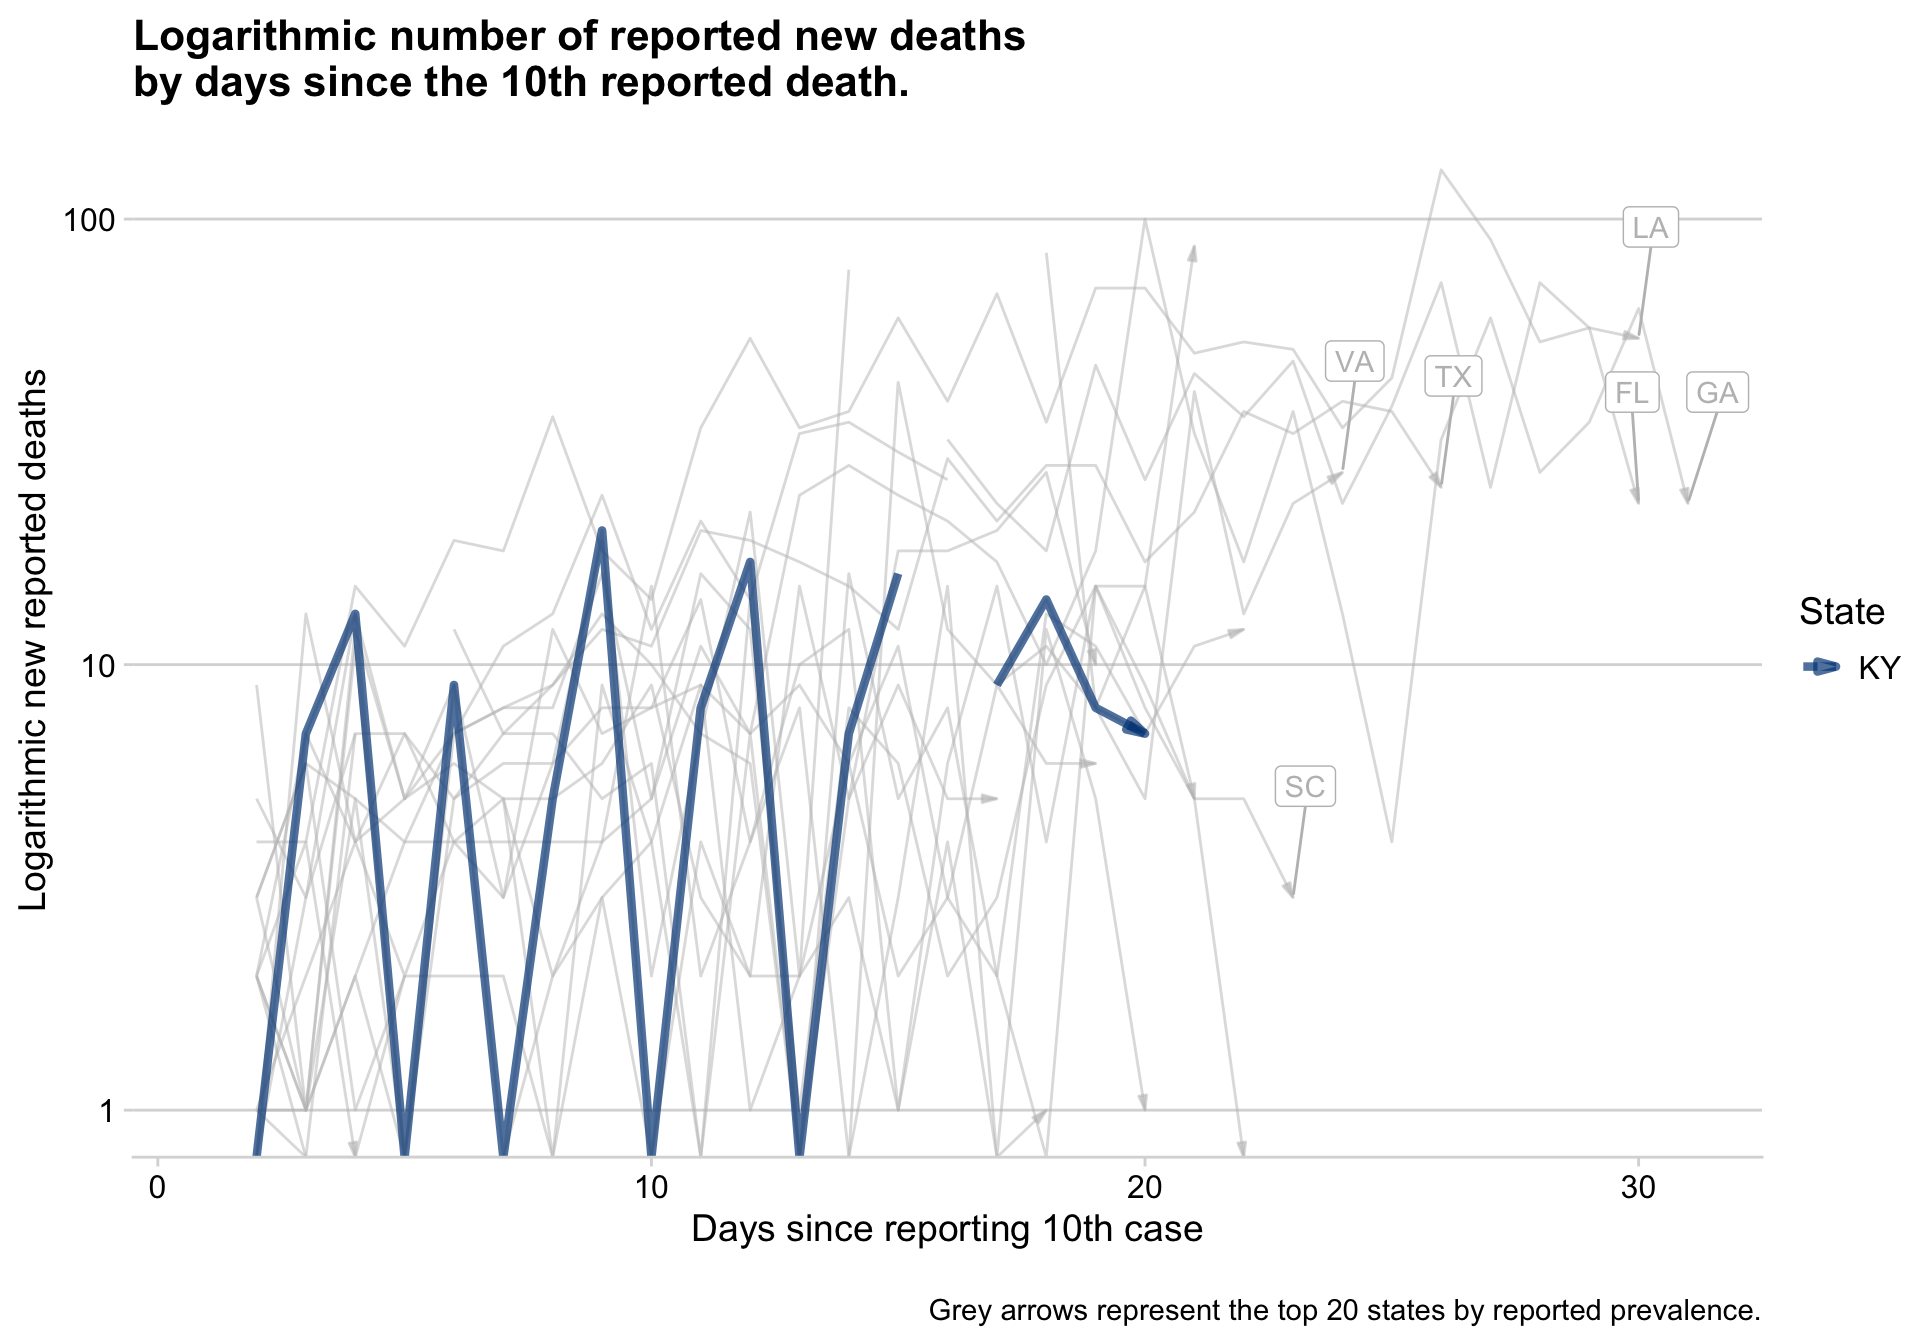 Logarithmic number of reported new deaths
by days since the 10th reported death.
Logarithmic new reported deaths
100
10
1
LA
VA
TX
FL
GA
SC
State
KY
0
10
20
30
Days since reporting 10th case
Grey arrows represent the top 20 states by reported prevalence.